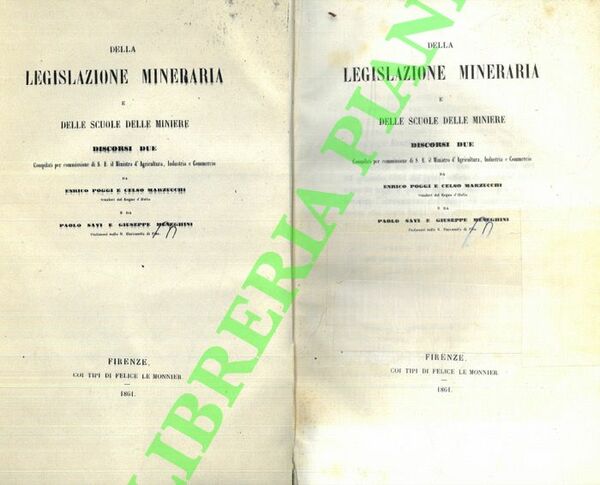 DELLA
LEGISLAZIONE MINERARIA
E
DELLE SCUOLE DELLE MINIERE
DISCORSI DUE
Compilati per commissione di S. E. il Ministro d'Agricoltura, Industria e Commercio
DA
ENRICO POGGI E CELSO MARZUCCHI
Senatori del Regno d'Italia
E DA
PAOLO SAVI E GIUSEPPE MENEGHINI
Professori nella R. Università di Pisa.
FIRENZE.
COI TIPI DI FELICE LE MONNIER
1861.
DELLA
LEGISLAZIONE MINERARIA
E
DELLE SCUOLE DELLE MINIERE
DISCORSI DUE
Compilati per commissione di S. E. il Ministro d'Agricoltura, Industria e Commercio
DA
ENRICO POGGI E CELSO MARZUCCHI
Senatori del Regno d'Italia
E DA
PAOLO SAVI E GIUSEPPE MENEGHINI
Professori nella R. Università di Pisa.
FIRENZE.
COI TIPI DI FELICE LE MONNIER
1861.
LIBRERIA PIANI